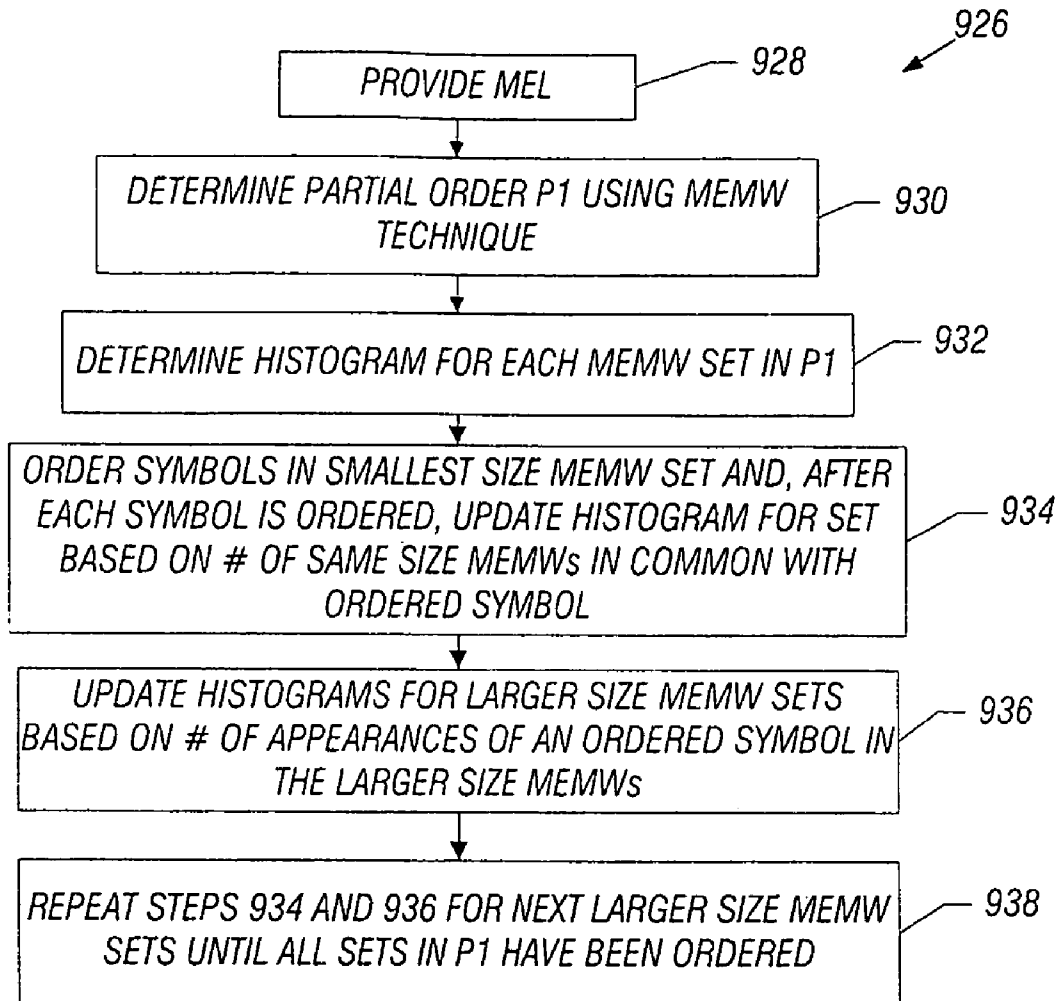 926
PROVIDE MEL
928
DETERMINE PARTIAL ORDER P1 USING MEMW
TECHNIQUE
930
DETERMINE HISTOGRAM FOR EACH MEMW SET IN P1
932
ORDER SYMBOLS IN SMALLEST SIZE MEMW SET AND, AFTER
EACH SYMBOL IS ORDERED, UPDATE HISTOGRAM FOR SET
BASED ON # OF SAME SIZE MEMWs IN COMMON WITH
ORDERED SYMBOL
934
UPDATE HISTOGRAMS FOR LARGER SIZE MEMW SETS
BASED ON # OF APPEARANCES OF AN ORDERED SYMBOL IN
THE LARGER SIZE MEMWs
936
REPEAT STEPS 934 AND 936 FOR NEXT LARGER SIZE MEMW
SETS UNTIL ALL SETS IN P1 HAVE BEEN ORDERED
938